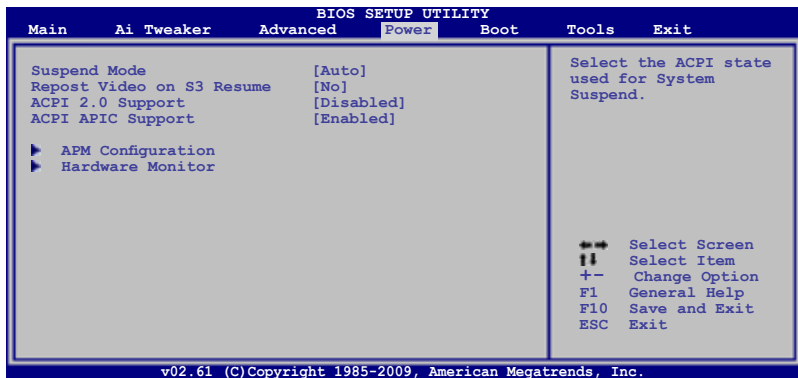 BIOS SETUP UTILITY
Main Ai Tweaker Advanced Power Boot Tools Exit
Suspend Mode [Auto]
Repost Video on S3 Resume [No]
ACPI 2.0 Support [Disabled]
ACPI APIC Support [Enabled]
APM Configuration
Hardware Monitor
Select the ACPI state
used for System
Suspend.
Select Screen
Select Item
+- Change Option
F1 General Help
F10 Save and Exit
ESC Exit
v02.61 (C)Copyright 1985-2009, American Megatrends, Inc.